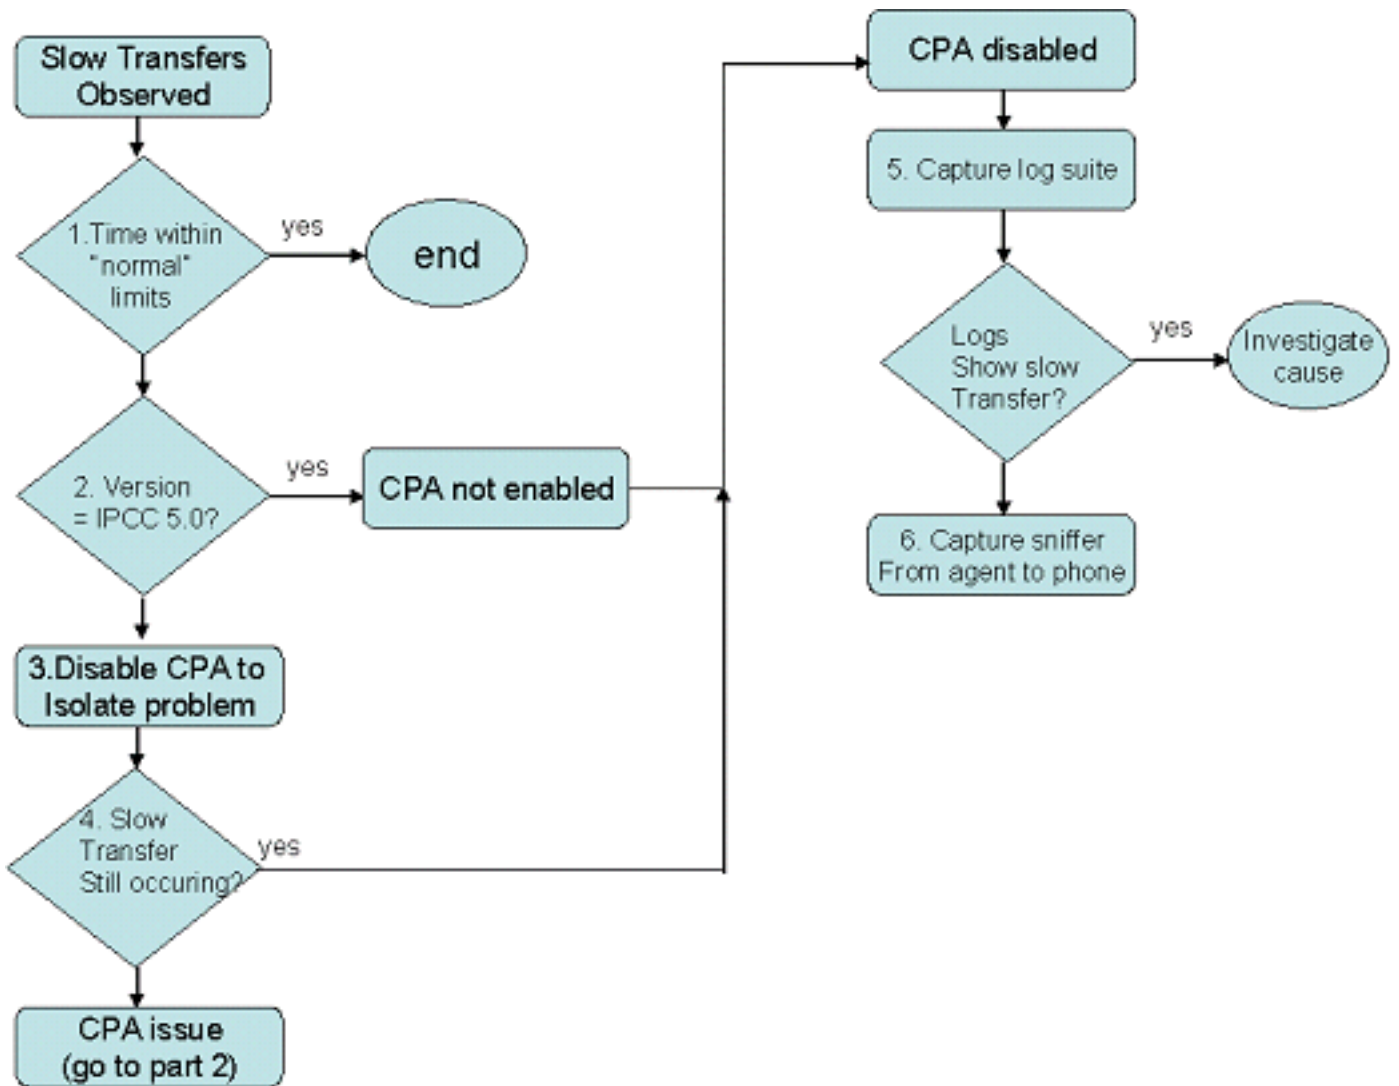 Slow Transfers
Observed
1.Time within
"normal"
limits
yes
end
2. Version
= IPCC 5.0?
yes
CPA not enabled
3.Disable CPA to
Isolate problem
4. Slow
Transfer
Still occuring?
yes
CPA issue
(go to part 2)
CPA disabled
5. Capture log suite
Logs
Show slow
Transfer?
yes
Investigate
cause
6. Capture sniffer
From agent to phone